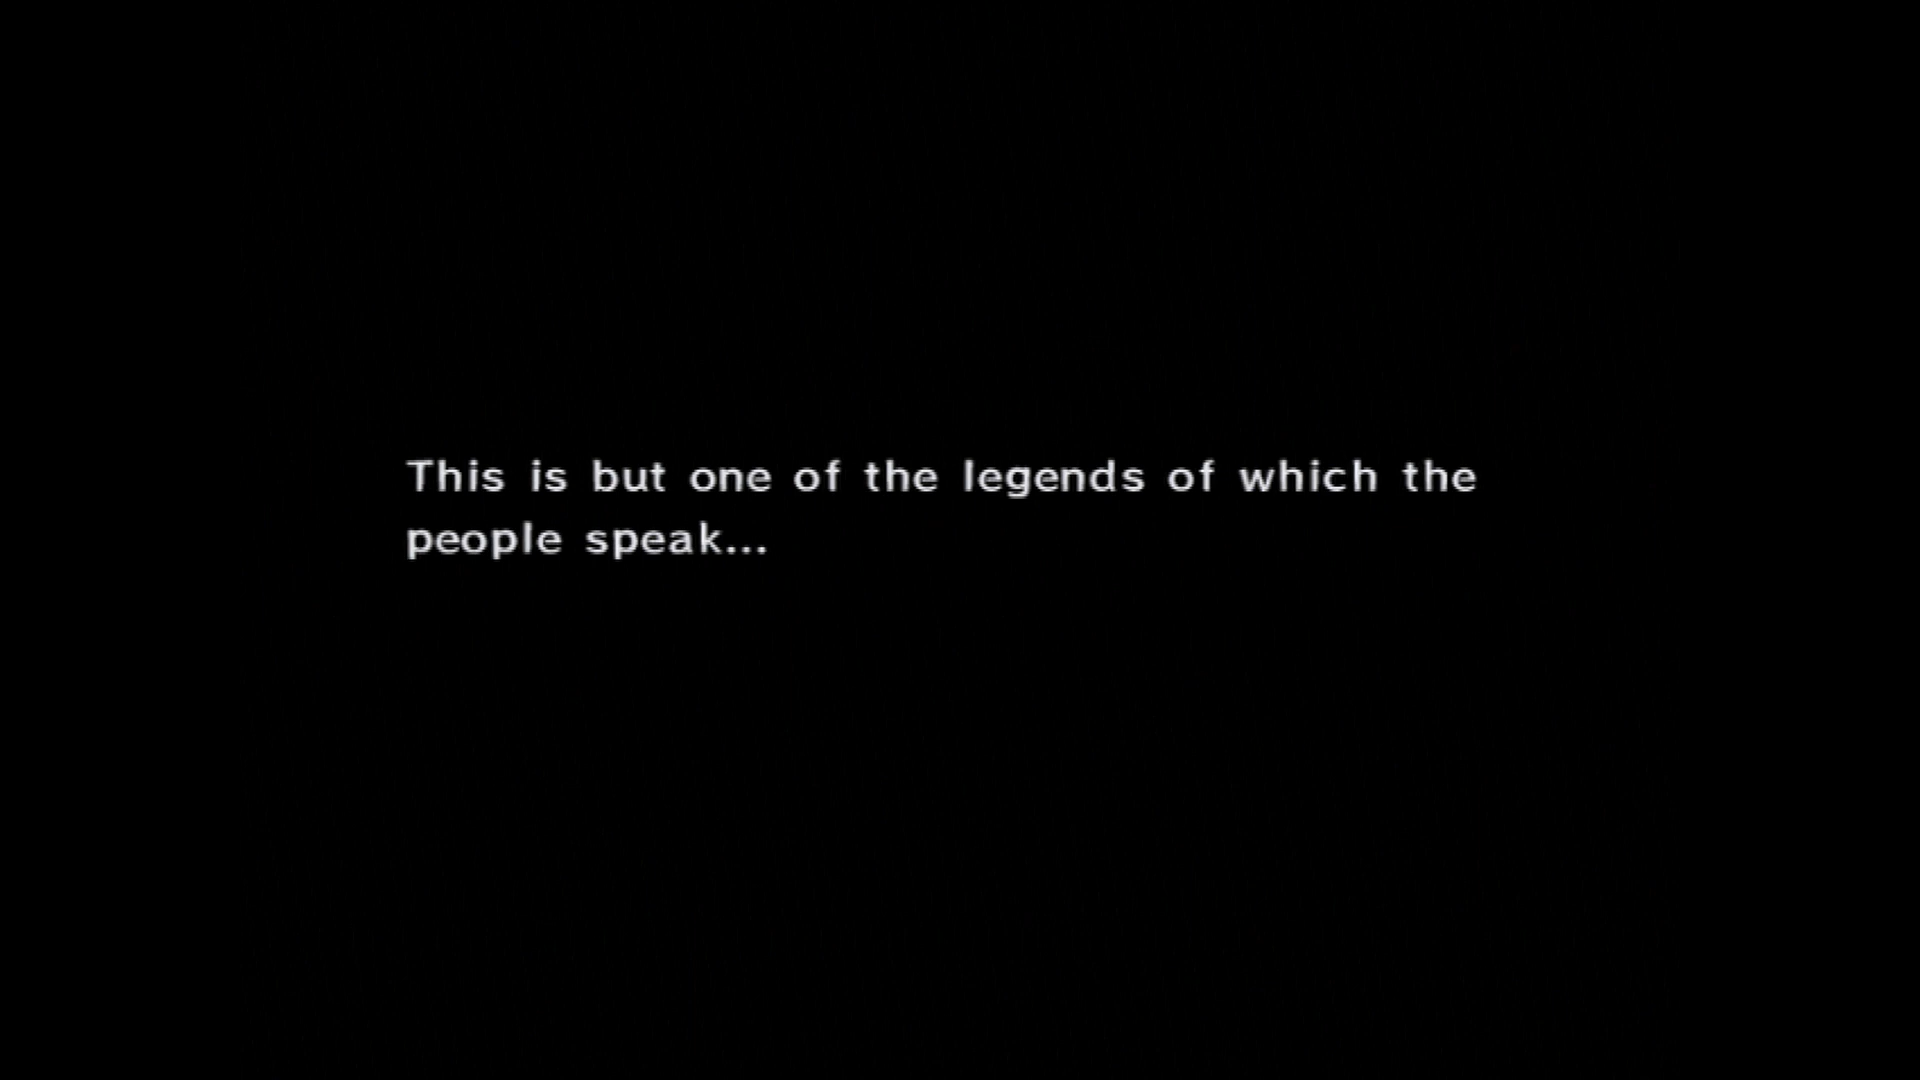 This is but one of the legends of which the
people speak...